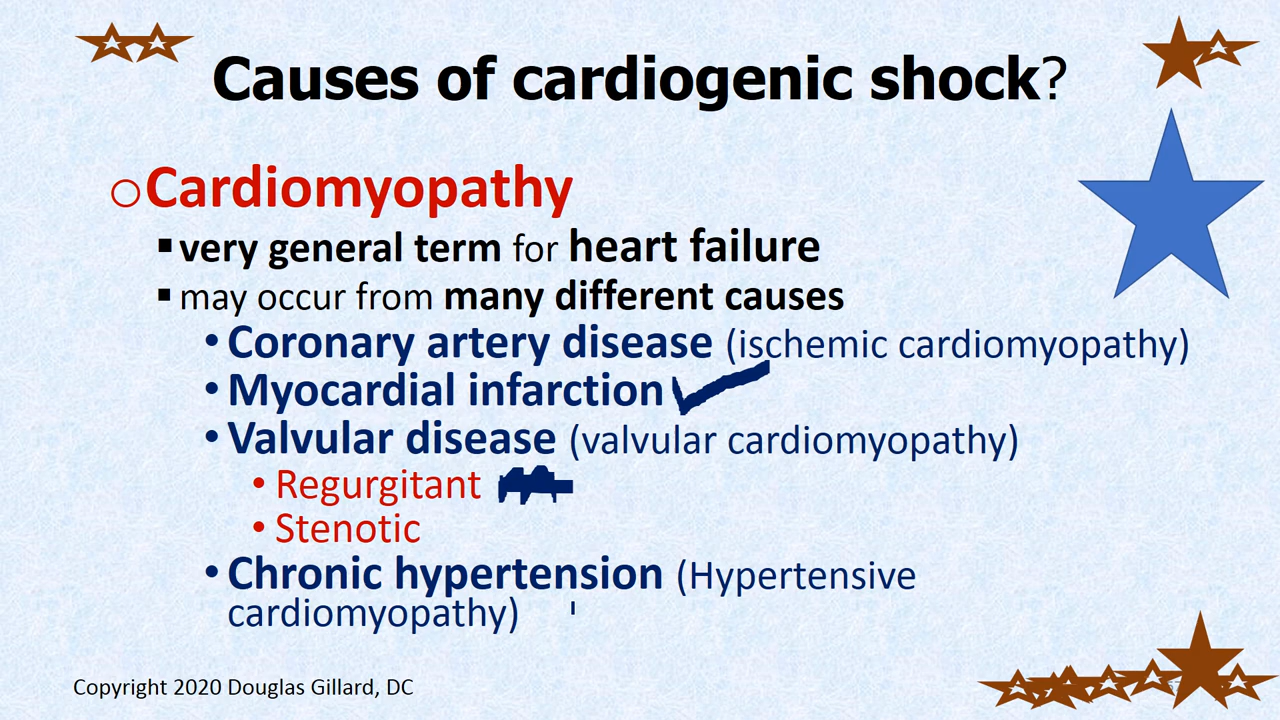 Causes of cardiogenic shock?
Cardiomyopathy
very general term for heart failure
may occur from many different causes
Coronary artery disease (ischemic cardiomyopathy)
Myocardial infarction
Valvular disease (valvular cardiomyopathy)
Regurgitant
Stenotic
Chronic hypertension (Hypertensive
cardiomyopathy)
Copyright 2020 Douglas Gillard, DC